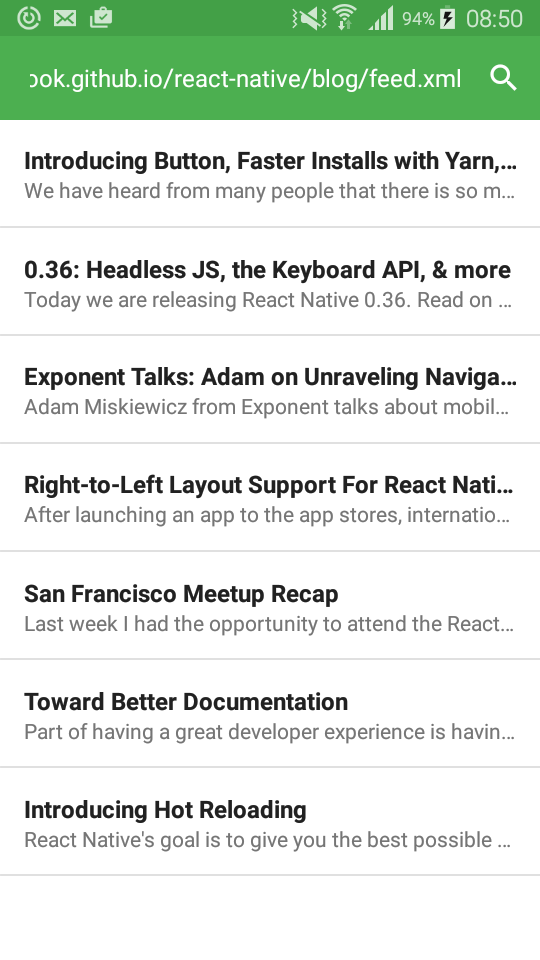 94% 08:50
ook.github.io/react-native/blog/feed.xml
Introducing Button, Faster Installs with Yarn,...
We have heard from many people that there is so m...
0.36: Headless JS, the Keyboard API, & more
Today we are releasing React Native 0.36. Read on ...
Exponent Talks: Adam on Unraveling Naviga...
Adam Miskiewicz from Exponent talks about mobil...
Right-to-Left Layout Support For React Nati...
After launching an app to the app stores, internatio...
San Francisco Meetup Recap
Last week I had the opportunity to attend the React...
Toward Better Documentation
Part of having a great developer experience is havin...
Introducing Hot Reloading
React Native's goal is to give you the best possible ...